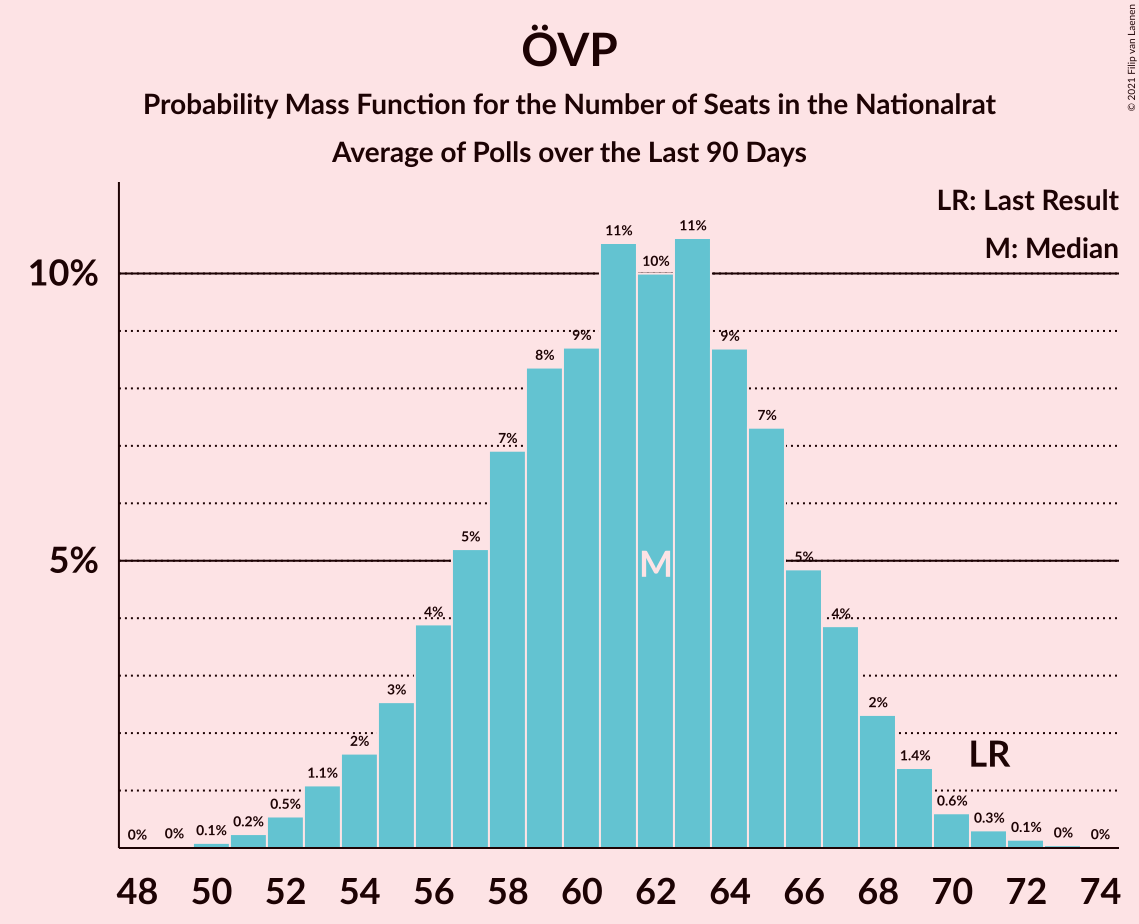 ÖVP
Probability Mass Function for the Number of Seats in the Nationalrat
Average of Polls over the Last 90 Days
© 2021 Filip van Laenen
LR: Last Result
M: Median
10%
5%
0% 0% 0.1% 0.2% 0.5% 1.1% 2% 3% 4% 5% 7% 8% 9% 11% 10% 11% 9% 7% 5% 4% 2% 1.4% 0.6% 0.3% 0.1% 0% 0%
M
LR
48 50 52 54 56 58 60 62 64 66 68 70 72 74